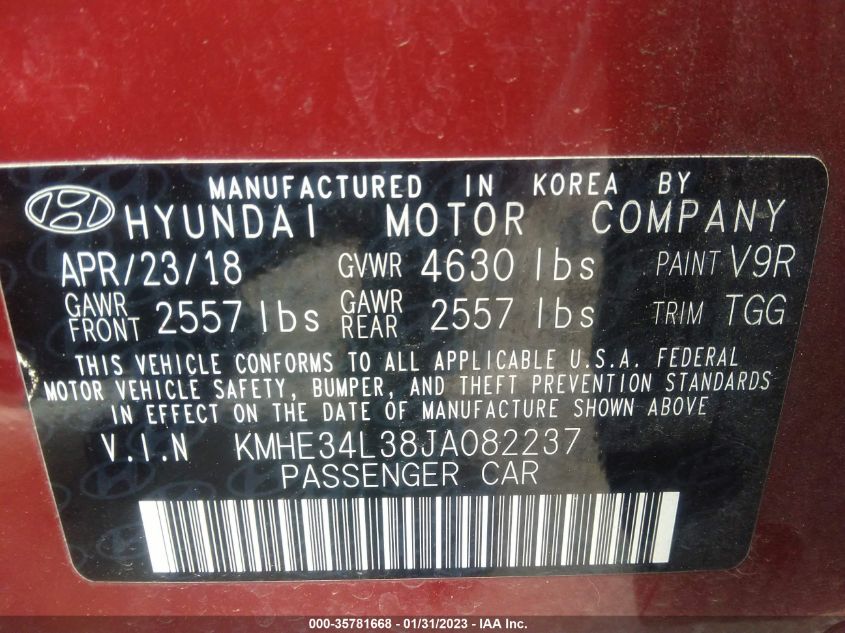 MANUFACTURED IN KOREA BY
HYUNDAI MOTOR COMPANY
APR/23/18 GVWR 4630 lbs PAINT V9R
GAWR FRONT 2557 lbs GAWR REAR 2557 lbs TRIM TGG
THIS VEHICLE CONFORMS TO ALL APPLICABLE U.S.A. FEDERAL
MOTOR VEHICLE SAFETY, BUMPER, AND THEFT PREVENTION STANDARDS
IN EFFECT ON THE DATE OF MANUFACTURE SHOWN ABOVE
V.I.N KMHE34L38JA082237
PASSENGER CAR
000-35781668 - 01/31/2023 - IAA Inc.